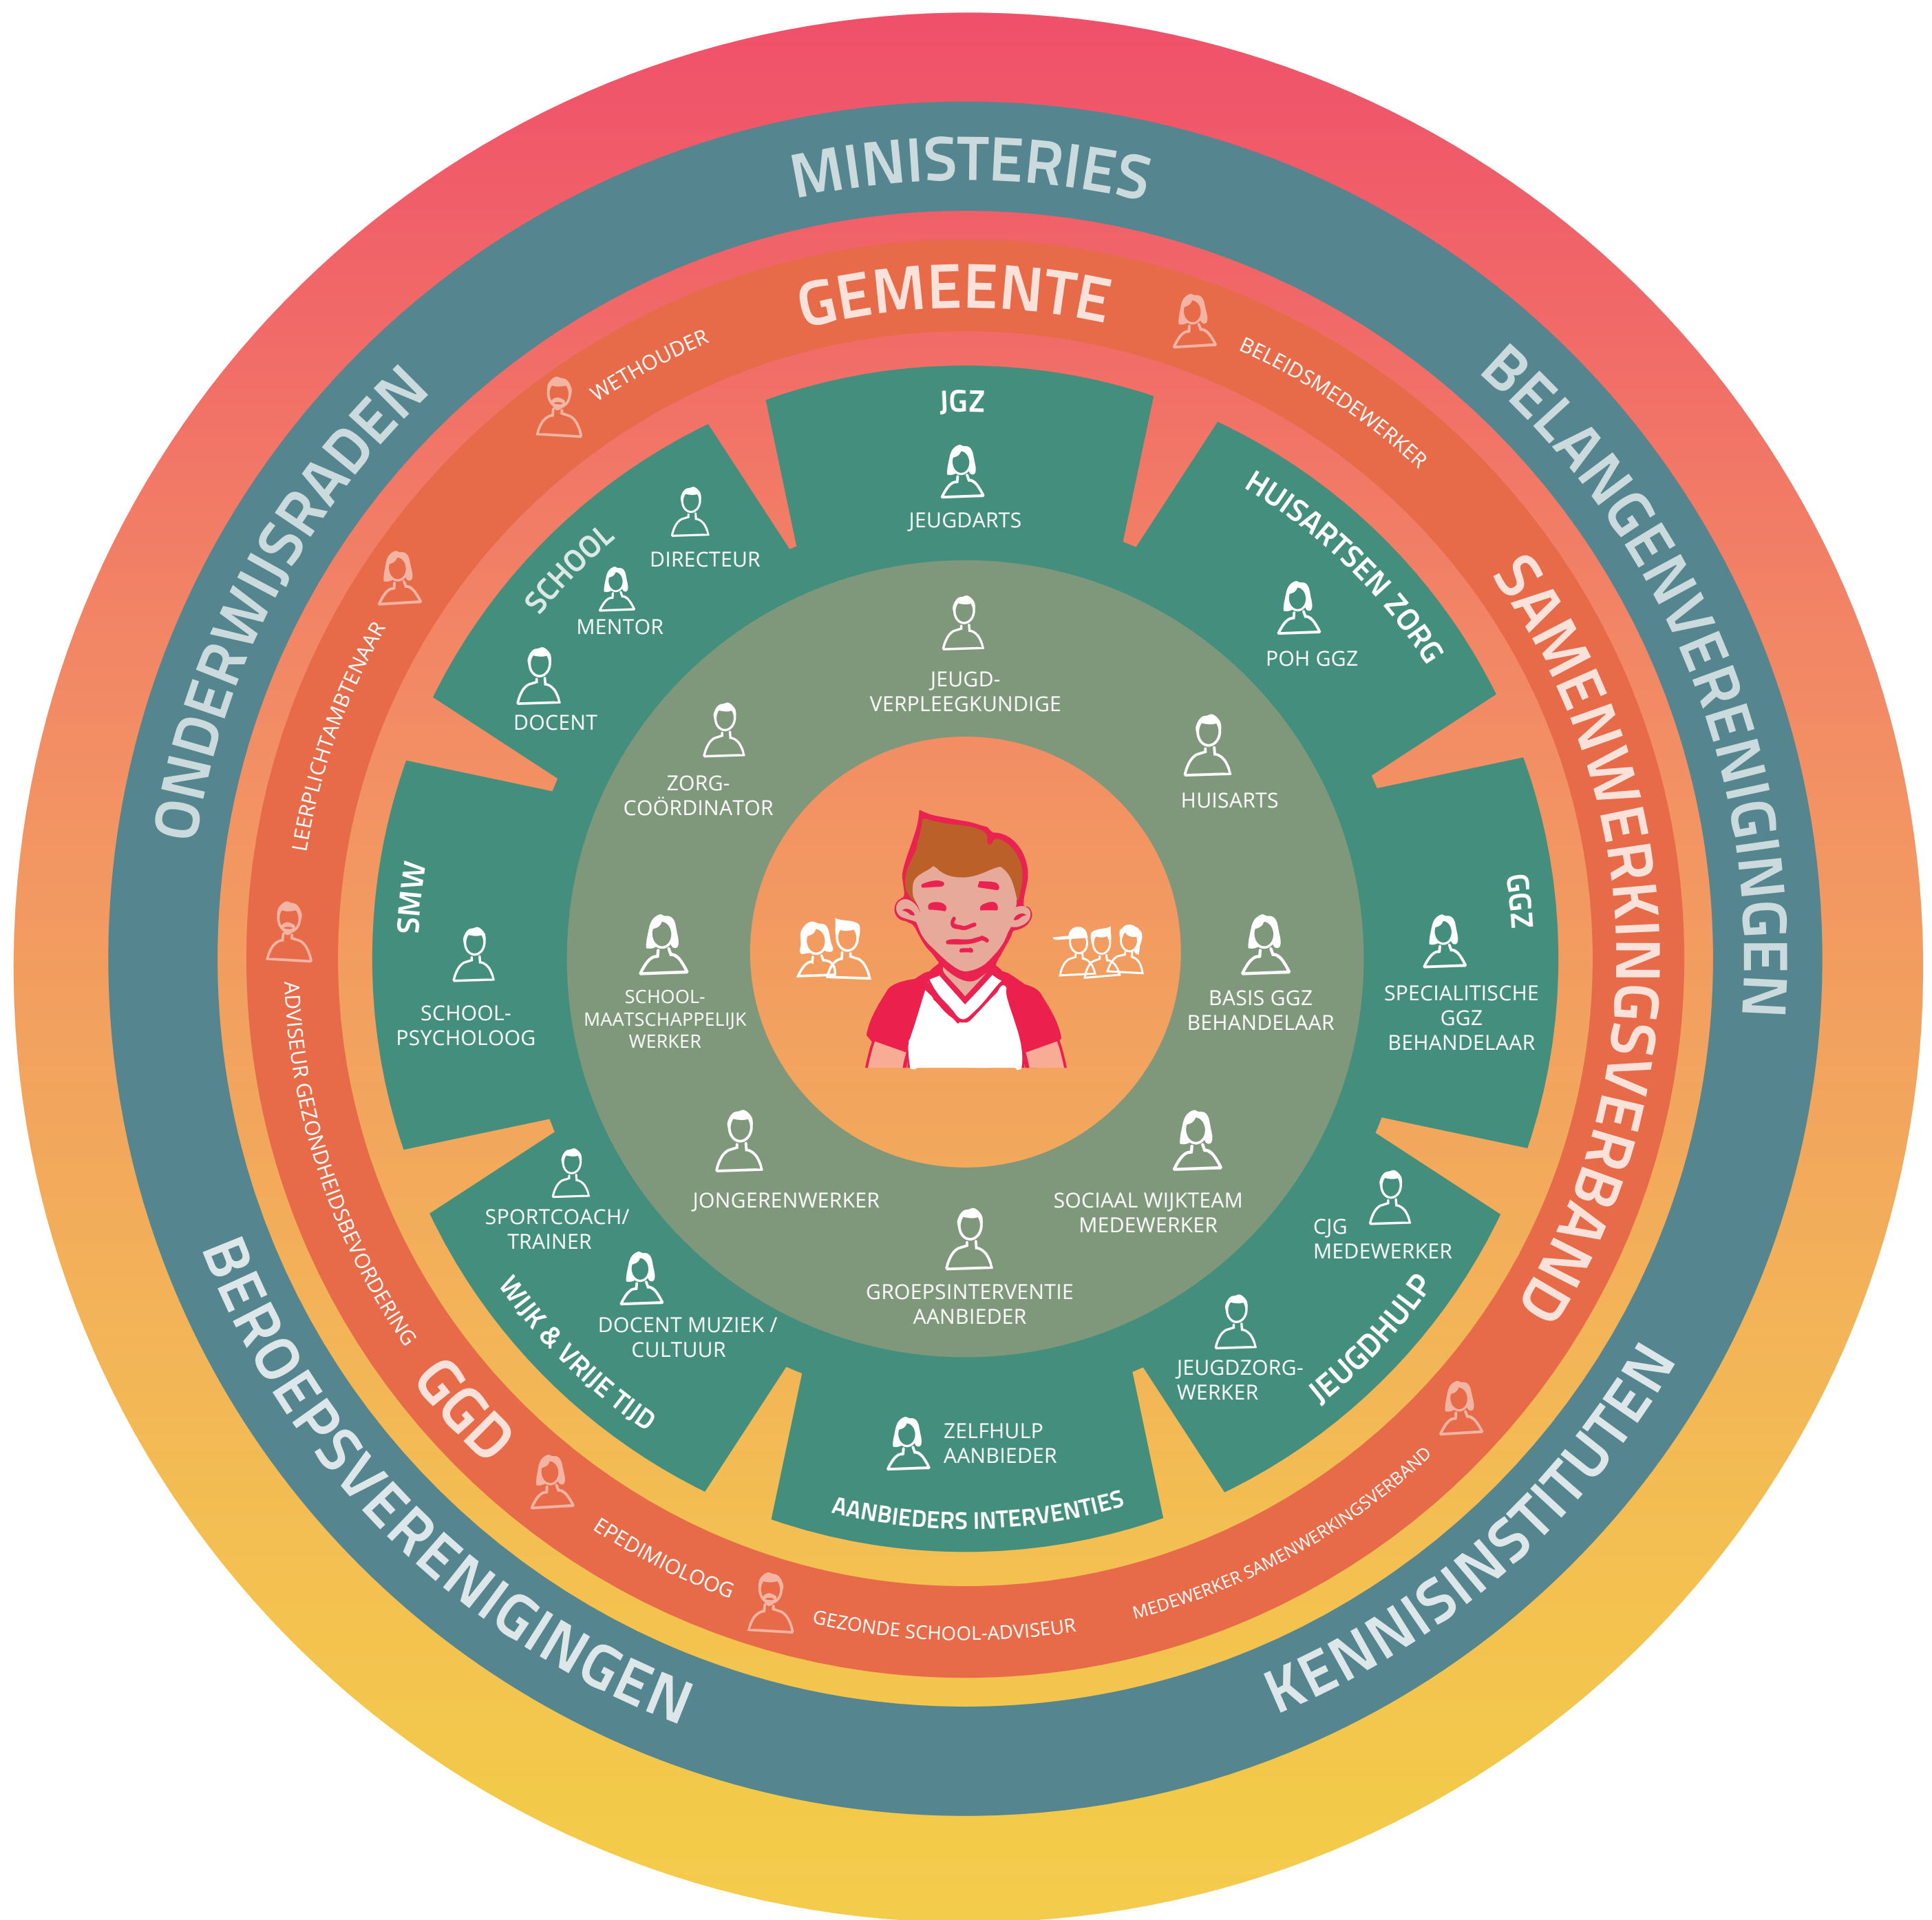 MINISTERIES
BELANGENVERENIGINGEN
KENNISINSTITUTEN
BEROEPSVERENIGINGEN
ONDERWIJSRADEN
GEMEENTE
BELEIDSMEDEWERKER
SAMENWERKINGSVERBAND
MEDEWERKER SAMENWERKINGSVERBAND
GEZONDE SCHOOL-ADVISEUR
EPEDIMIOLOOG
GGD
ADVISEUR GEZONDHEIDSBEVORDERING
LEERPLICHTAMBTENAAR
WETHOUDER
JGZ
JEUGDARTS
HUISARTSEN ZORG
POH GGZ
GGZ
SPECIALITISCHE
GGZ
BEHANDELAAR
CJG
MEDEWERKER
JEUGDZORG-
WERKER
JEUGDHULP
ZELFHULP
AANBIEDER
AANBIEDERS INTERVENTIES
SPORTCOACH/
TRAINER
DOCENT MUZIEK /
CULTUUR
WIJK & VRIJE TIJD
SMW
SCHOOL-
PSYCHOLOOG
SCHOOL
DIRECTEUR
MENTOR
DOCENT
JEUGD-
VERPLEEGKUNDIGE
HUISARTS
BASIS GGZ
BEHANDELAAR
SOCIAAL WIJKTEAM
MEDEWERKER
GROEPSINTERVENTIE
AANBIEDER
JONGERENWERKER
SCHOOL-
MAATSCHAPPELIJK
WERKER
ZORG-
COÖRDINATOR